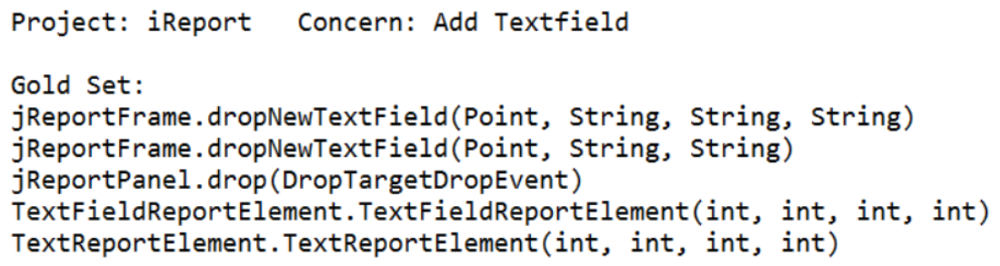 Project: iReport   Concern: Add Textfield
Gold Set:
jReportFrame.dropNewTextField(Point, String, String, String)
jReportFrame.dropNewTextField(Point, String, String)
jReportPanel.drop(DropTargetDropEvent)
TextFieldReportElement.TextFieldReportElement(int, int, int, int)
TextReportElement.TextReportElement(int, int, int, int)